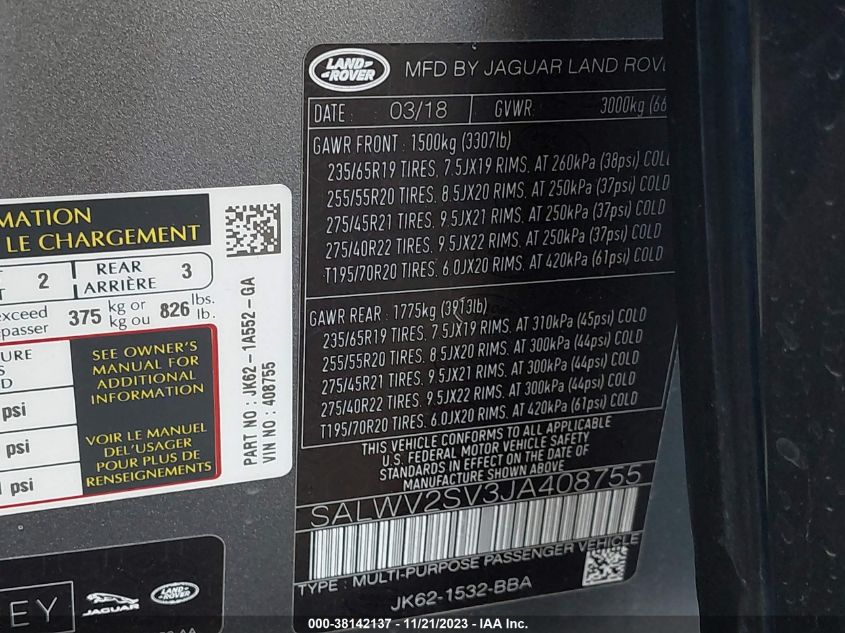 MATION
LE CHARGEMENT
2 REAR ARRIÈRE 3
exceed 375 kg or 826 lbs.
passer kg ou lb.
SEE OWNER'S
MANUAL FOR
ADDITIONAL
INFORMATION
psi
psi
psi
VOIR LE MANUEL
DEL'USAGER
POUR PLUS DE
RENSEIGNEMENTS
PART NO : JK62-1A552-GA
VIN NO : 408755
EY
JAGUAR
LAND-ROVER
LAND-ROVER
MFD BY JAGUAR LAND ROV
DATE : 03/18 GVWR: 3000kg (66
GAWR FRONT : 1500kg (3307lb)
235/65R19 TIRES, 7.5JX19 RIMS, AT 260kPa (38psi) COL
255/55R20 TIRES, 8.5JX20 RIMS, AT 250kPa (37psi) COLD
275/45R21 TIRES, 9.5JX21 RIMS, AT 250kPa (37psi) COLD
275/40R22 TIRES, 9.5JX22 RIMS, AT 250kPa (37psi) COLD
T195/70R20 TIRES, 6.0JX20 RIMS, AT 420kPa (61psi) COLD
GAWR REAR : 1775kg (3913lb)
235/65R19 TIRES, 7.5JX19 RIMS, AT 310kPa (45psi) COLD
255/55R20 TIRES, 8.5JX20 RIMS, AT 300kPa (44psi) COLD
275/45R21 TIRES, 9.5JX21 RIMS, AT 300kPa (44psi) COLD
275/40R22 TIRES, 9.5JX22 RIMS, AT 300kPa (44psi) COLD
T195/70R20 TIRES, 6.0JX20 RIMS, AT 420kPa (61psi) COLD
THIS VEHICLE CONFORMS TO ALL APPLICABLE
U.S. FEDERAL MOTOR VEHICLE SAFETY
STANDARDS IN EFFECT ON THE DATE OF
MANUFACTURE SHOWN ABOVE
SALWV2SV3JA408755
TYPE : MULTI-PURPOSE PASSENGER VEHICLE
JK62-1532-BBA
000-38142137 - 11/21/2023 - IAA Inc.